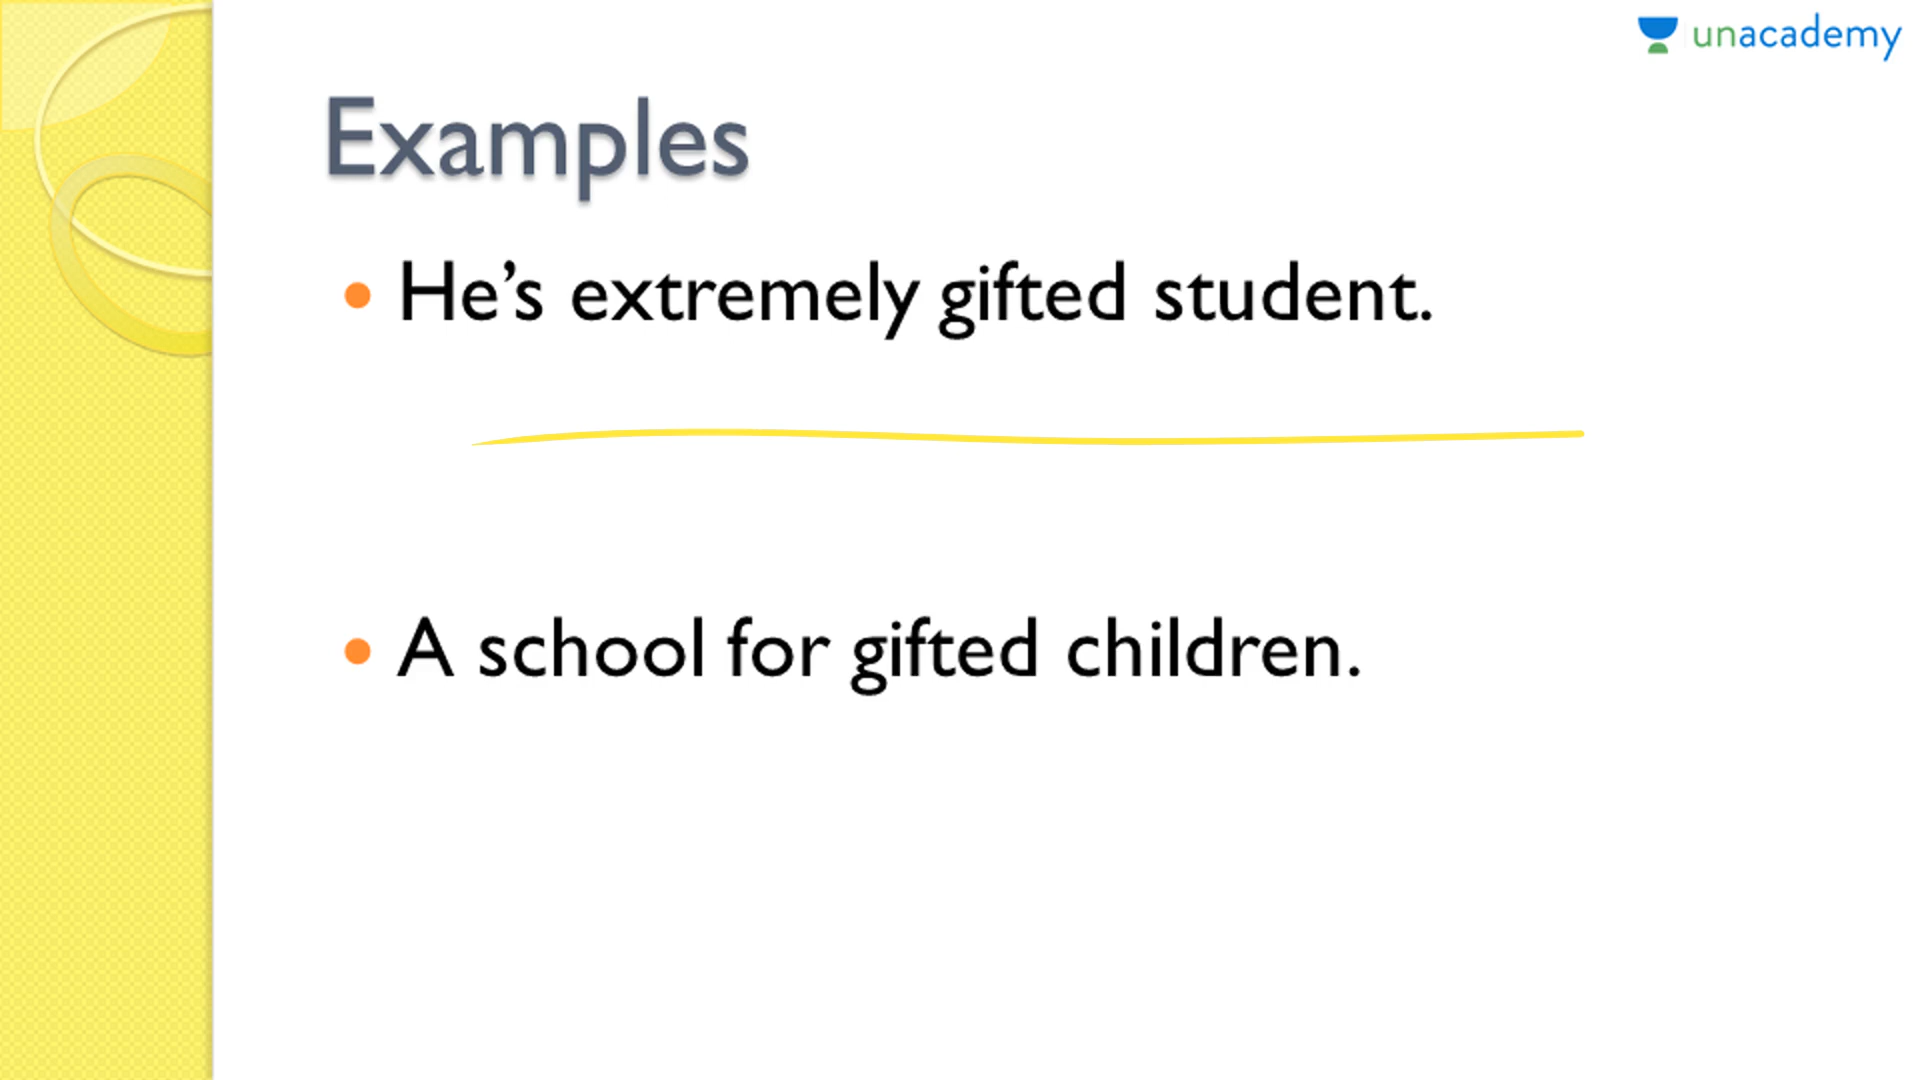 unacademy
Examples
He’s extremely gifted student.
A school for gifted children.